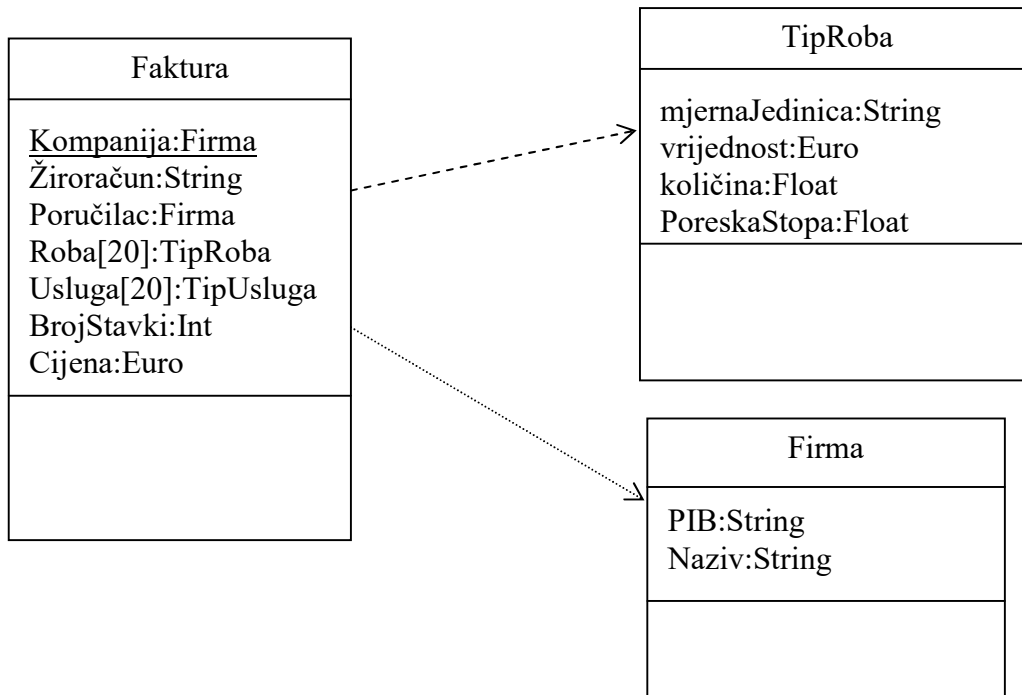 Faktura
Kompanija:Firma
Žiroračun:String
Poručilac:Firma
Roba[20]:TipRoba
Usluga[20]:TipUsluga
BrojStavki:Int
Cijena:Euro
TipRoba
mjernaJedinica:String
vrijednost:Euro
količina:Float
PoreskaStopa:Float
Firma
PIB:String
Naziv:String